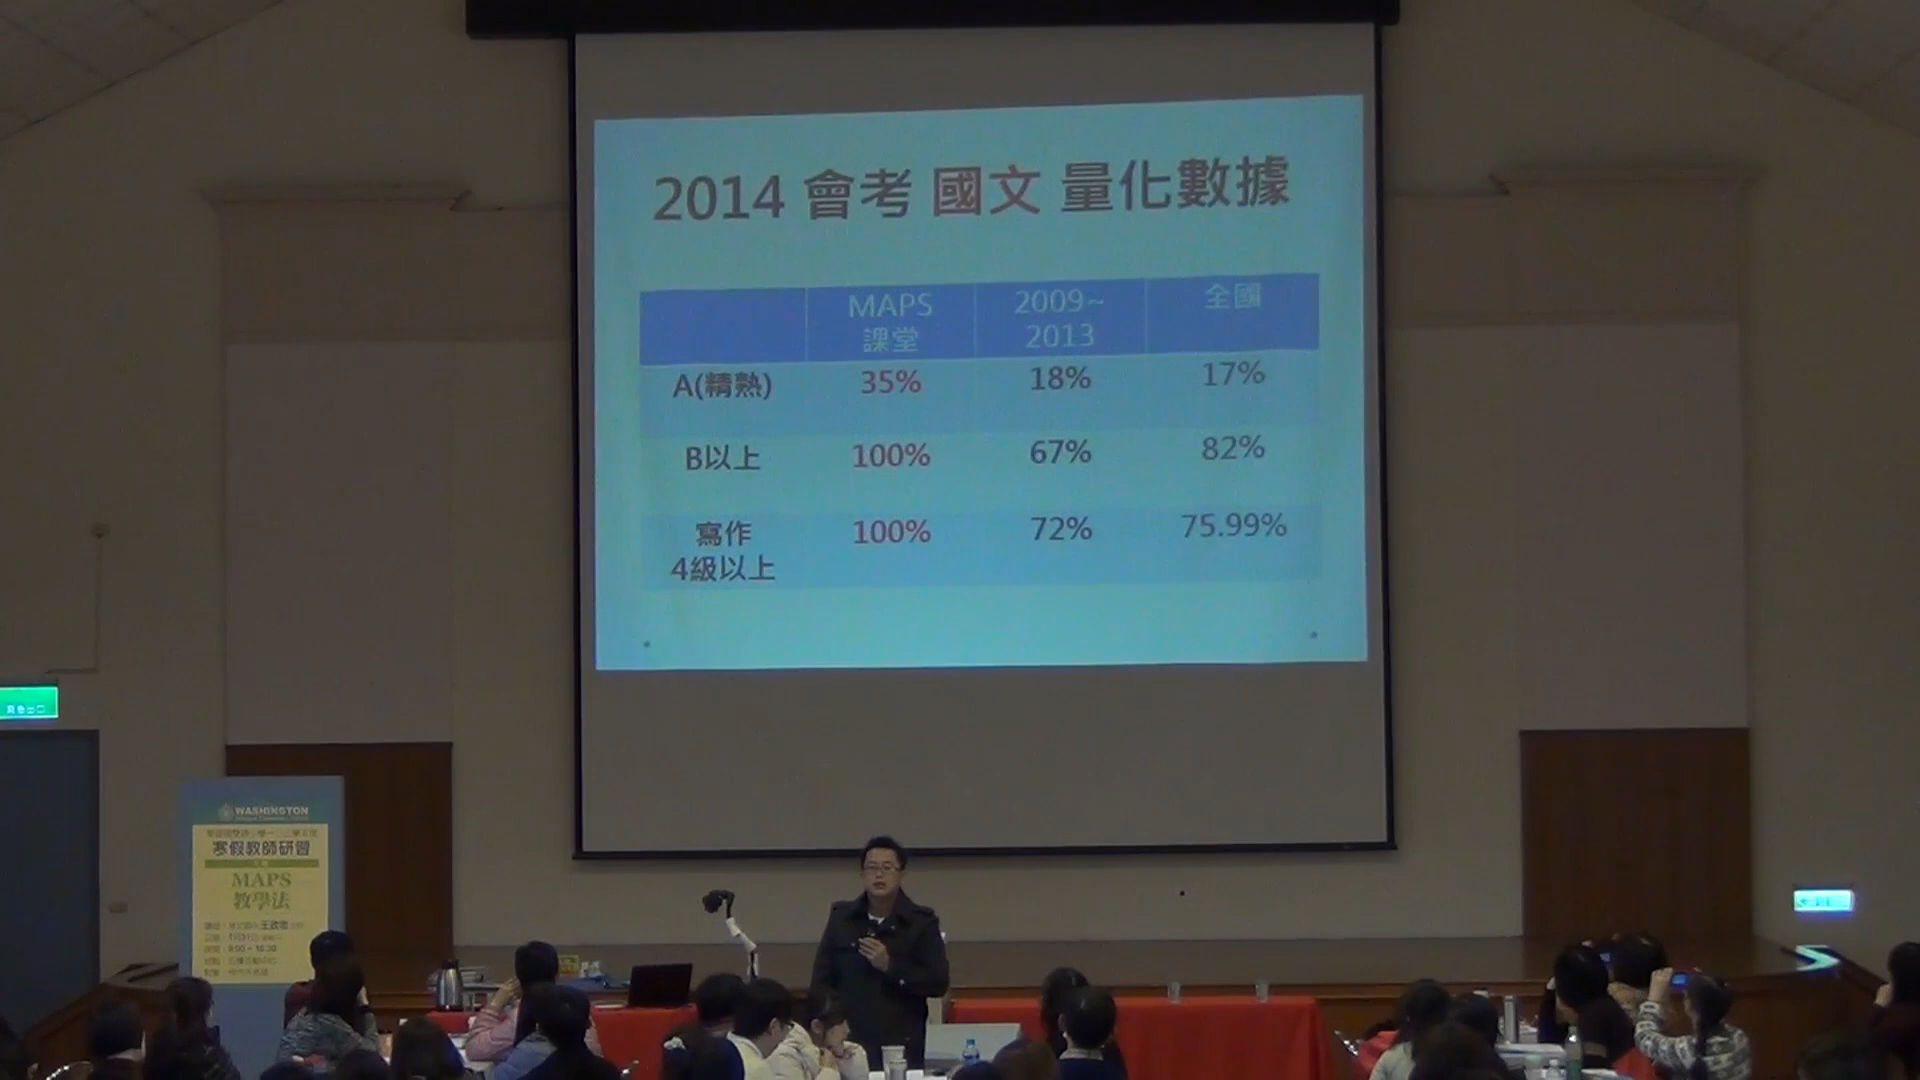 2014 會考 國文 量化數據
MAPS 課堂
2009~ 2013
全國
A(精熟) 35% 18% 17%
B以上 100% 67% 82%
寫作 4級以上 100% 72% 75.99%
WASHINGTON
寒假教師研習
MAPS
教學法